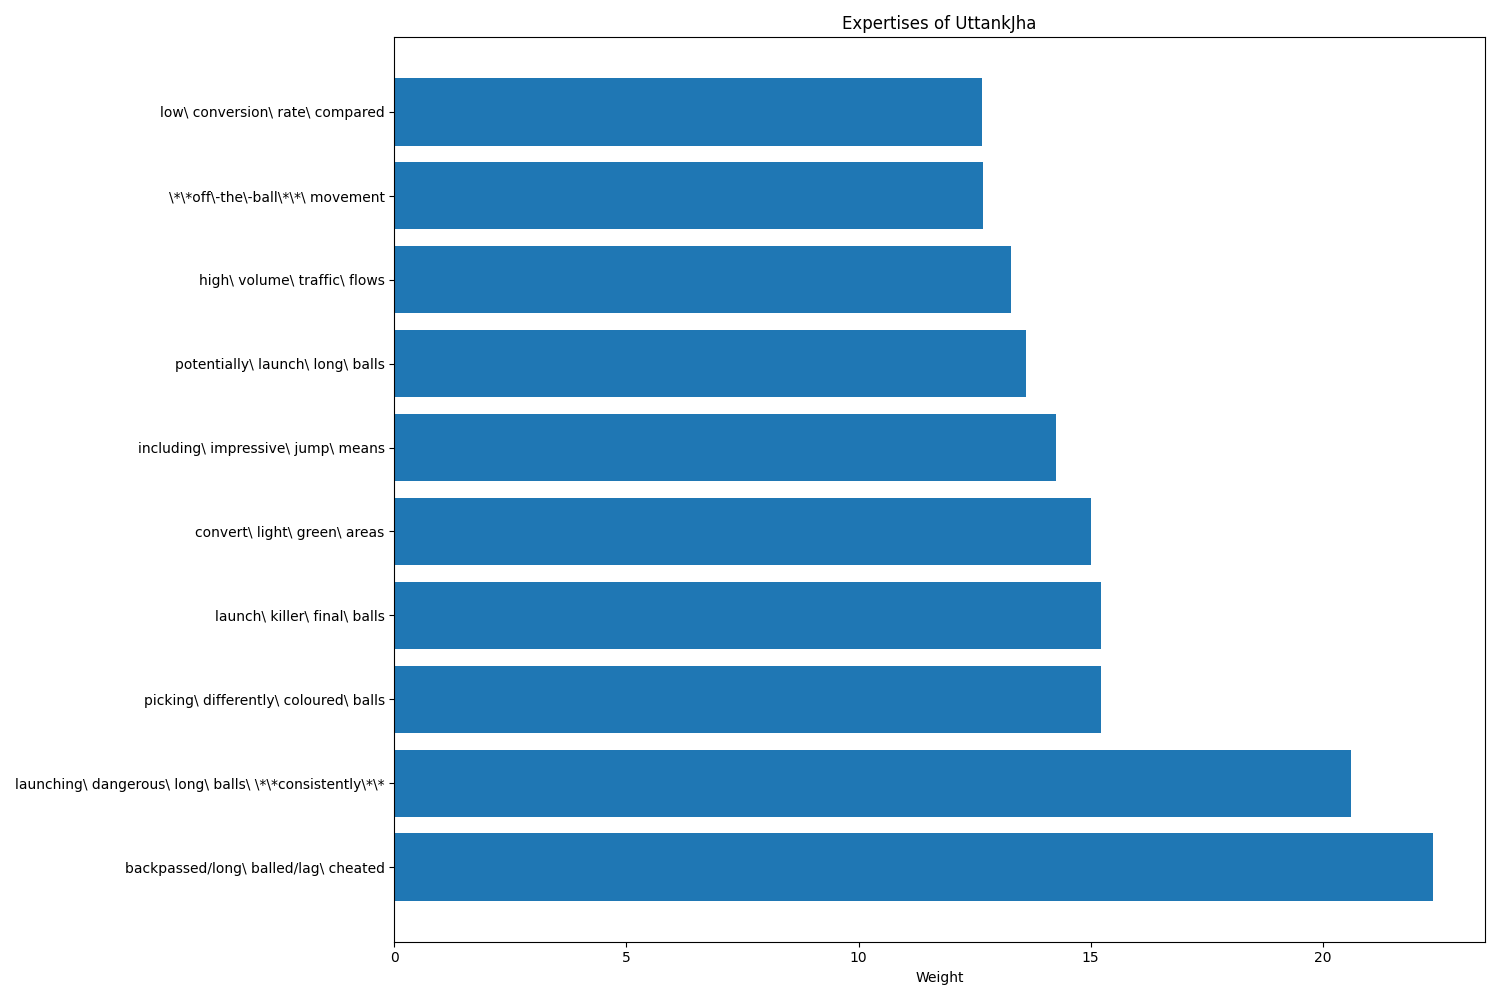 Expertises of UttankJha
low\ conversion\ rate\ compared
\*\*off\-the\-ball\*\*\ movement
high\ volume\ traffic\ flows
potentially\ launch\ long\ balls
including\ impressive\ jump\ means
convert\ light\ green\ areas
launch\ killer\ final\ balls
picking\ differently\ coloured\ balls
launching\ dangerous\ long\ balls\ \*\*consistently\*\*
backpassed/long\ balled/lag\ cheated
0 5 10 15 20
Weight